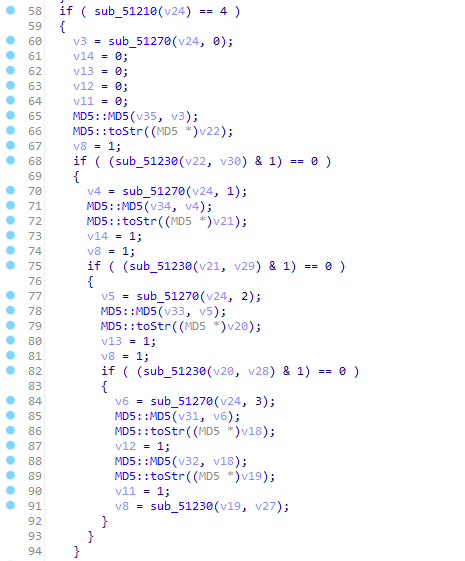 58 if ( sub_51210(v24) == 4 )
59 {
60 v3 = sub_51270(v24, 0);
61 v14 = 0;
62 v13 = 0;
63 v12 = 0;
64 v11 = 0;
65 MD5::MD5(v35, v3);
66 MD5::toStr((MD5 *)v22);
67 v8 = 1;
68 if ( (sub_51230(v22, v30) & 1) == 0 )
69 {
70 v4 = sub_51270(v24, 1);
71 MD5::MD5(v34, v4);
72 MD5::toStr((MD5 *)v21);
73 v14 = 1;
74 v8 = 1;
75 if ( (sub_51230(v21, v29) & 1) == 0 )
76 {
77 v5 = sub_51270(v24, 2);
78 MD5::MD5(v33, v5);
79 MD5::toStr((MD5 *)v20);
80 v13 = 1;
81 v8 = 1;
82 if ( (sub_51230(v20, v28) & 1) == 0 )
83 {
84 v6 = sub_51270(v24, 3);
85 MD5::MD5(v31, v6);
86 MD5::toStr((MD5 *)v18);
87 v12 = 1;
88 MD5::MD5(v32, v18);
89 MD5::toStr((MD5 *)v19);
90 v11 = 1;
91 v8 = sub_51230(v19, v27);
92 }
93 }
94 }